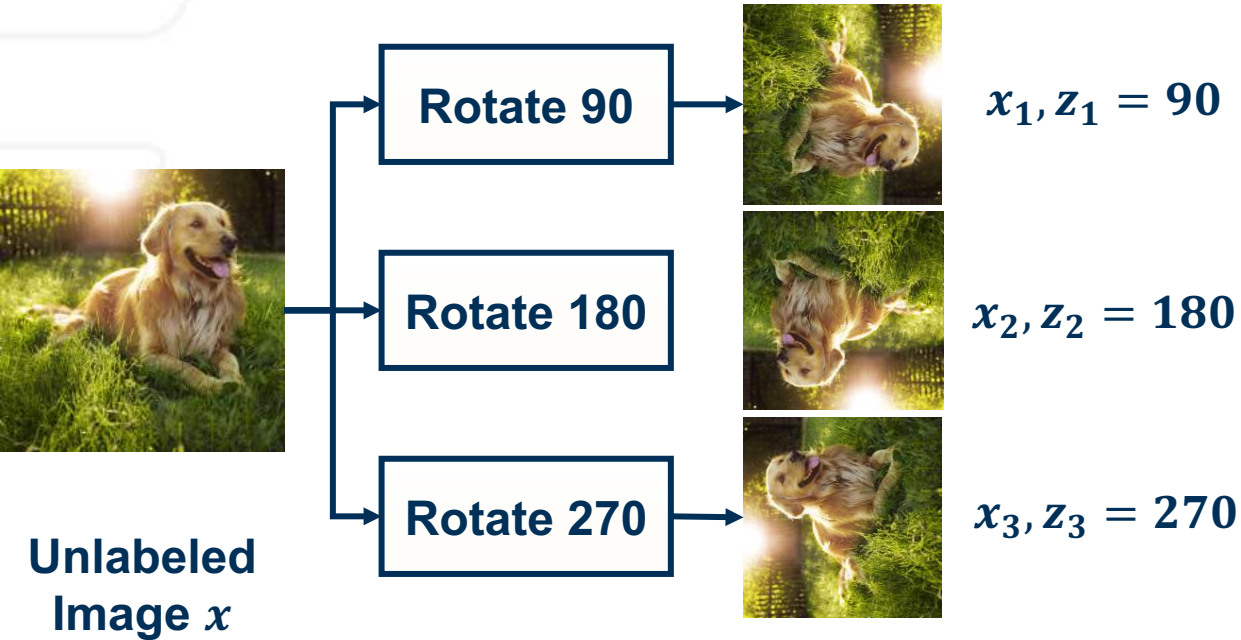 Rotate 90
x₁, z₁ = 90
Rotate 180
x₂, z₂ = 180
Rotate 270
x₃, z₃ = 270
Unlabeled
Image x